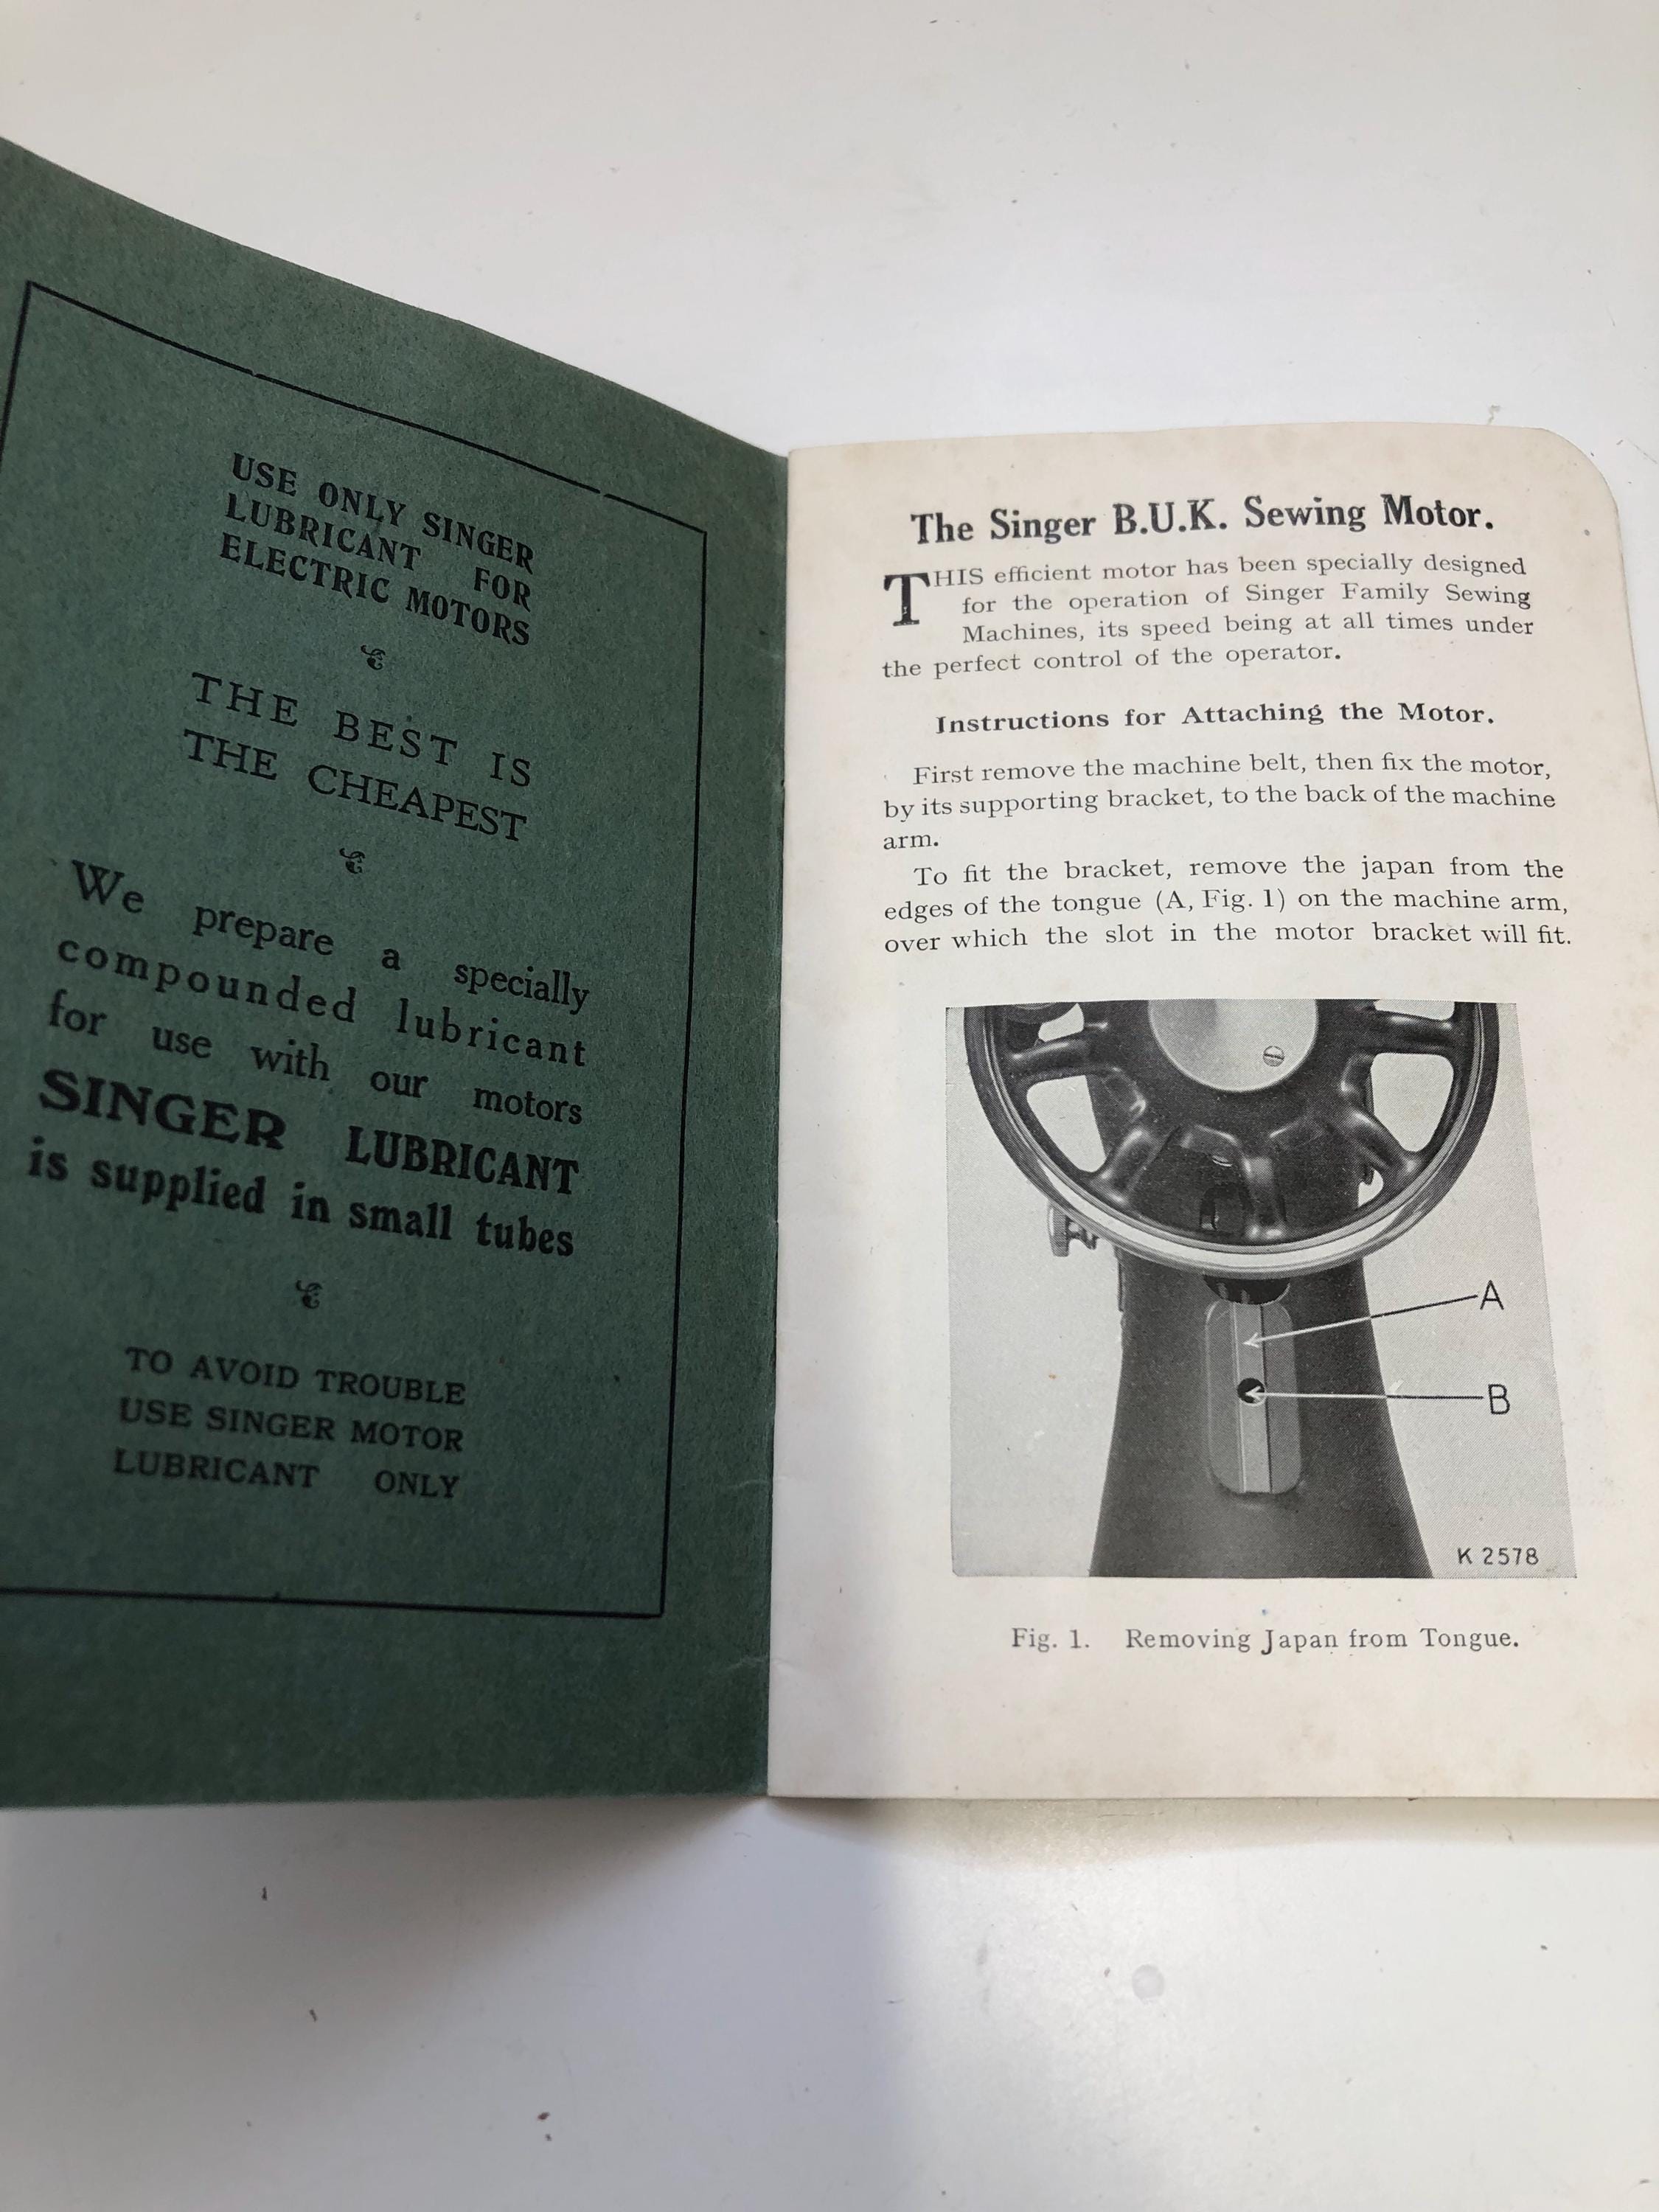 USE ONLY SINGER
LUBRICANT FOR
ELECTRIC MOTORS
THE BEST IS
THE CHEAPEST
We prepare a specially
compounded lubricant
for use with our motors
SINGER LUBRICANT
is supplied in small tubes
TO AVOID TROUBLE
USE SINGER MOTOR
LUBRICANT ONLY
The Singer B.U.K. Sewing Motor.
THIS efficient motor has been specially designed
for the operation of Singer Family Sewing
Machines, its speed being at all times under
the perfect control of the operator.
Instructions for Attaching the Motor.
First remove the machine belt, then fix the motor,
by its supporting bracket, to the back of the machine
arm.
To fit the bracket, remove the japan from the
edges of the tongue (A, Fig. 1) on the machine arm,
over which the slot in the motor bracket will fit.
A
B
K 2578
Fig. 1. Removing Japan from Tongue.